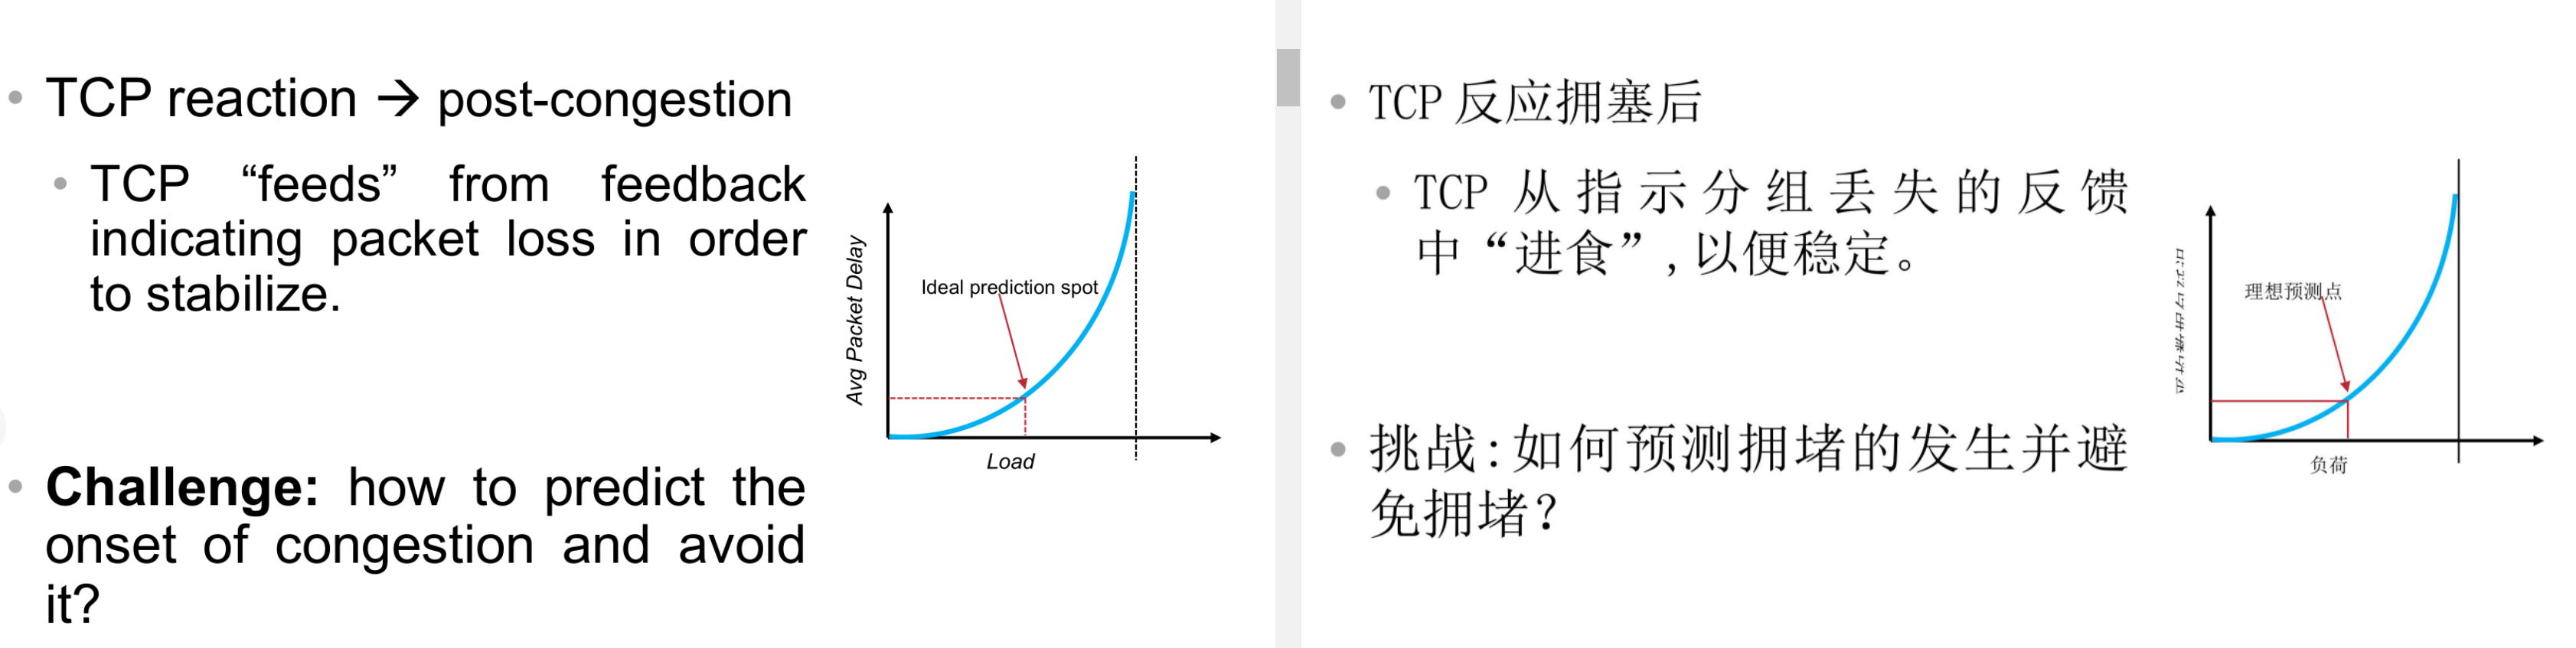 TCP reaction → post-congestion
TCP “feeds” from feedback
indicating packet loss in order
to stabilize.
Challenge: how to predict the
onset of congestion and avoid
it?
Avg Packet Delay
Ideal prediction spot
Load
TCP 反应拥塞后
TCP 从指示分组丢失的反馈
中“进食”,以便稳定。
挑战:如何预测拥堵的发生并避
免拥堵?
理想预测点
负荷